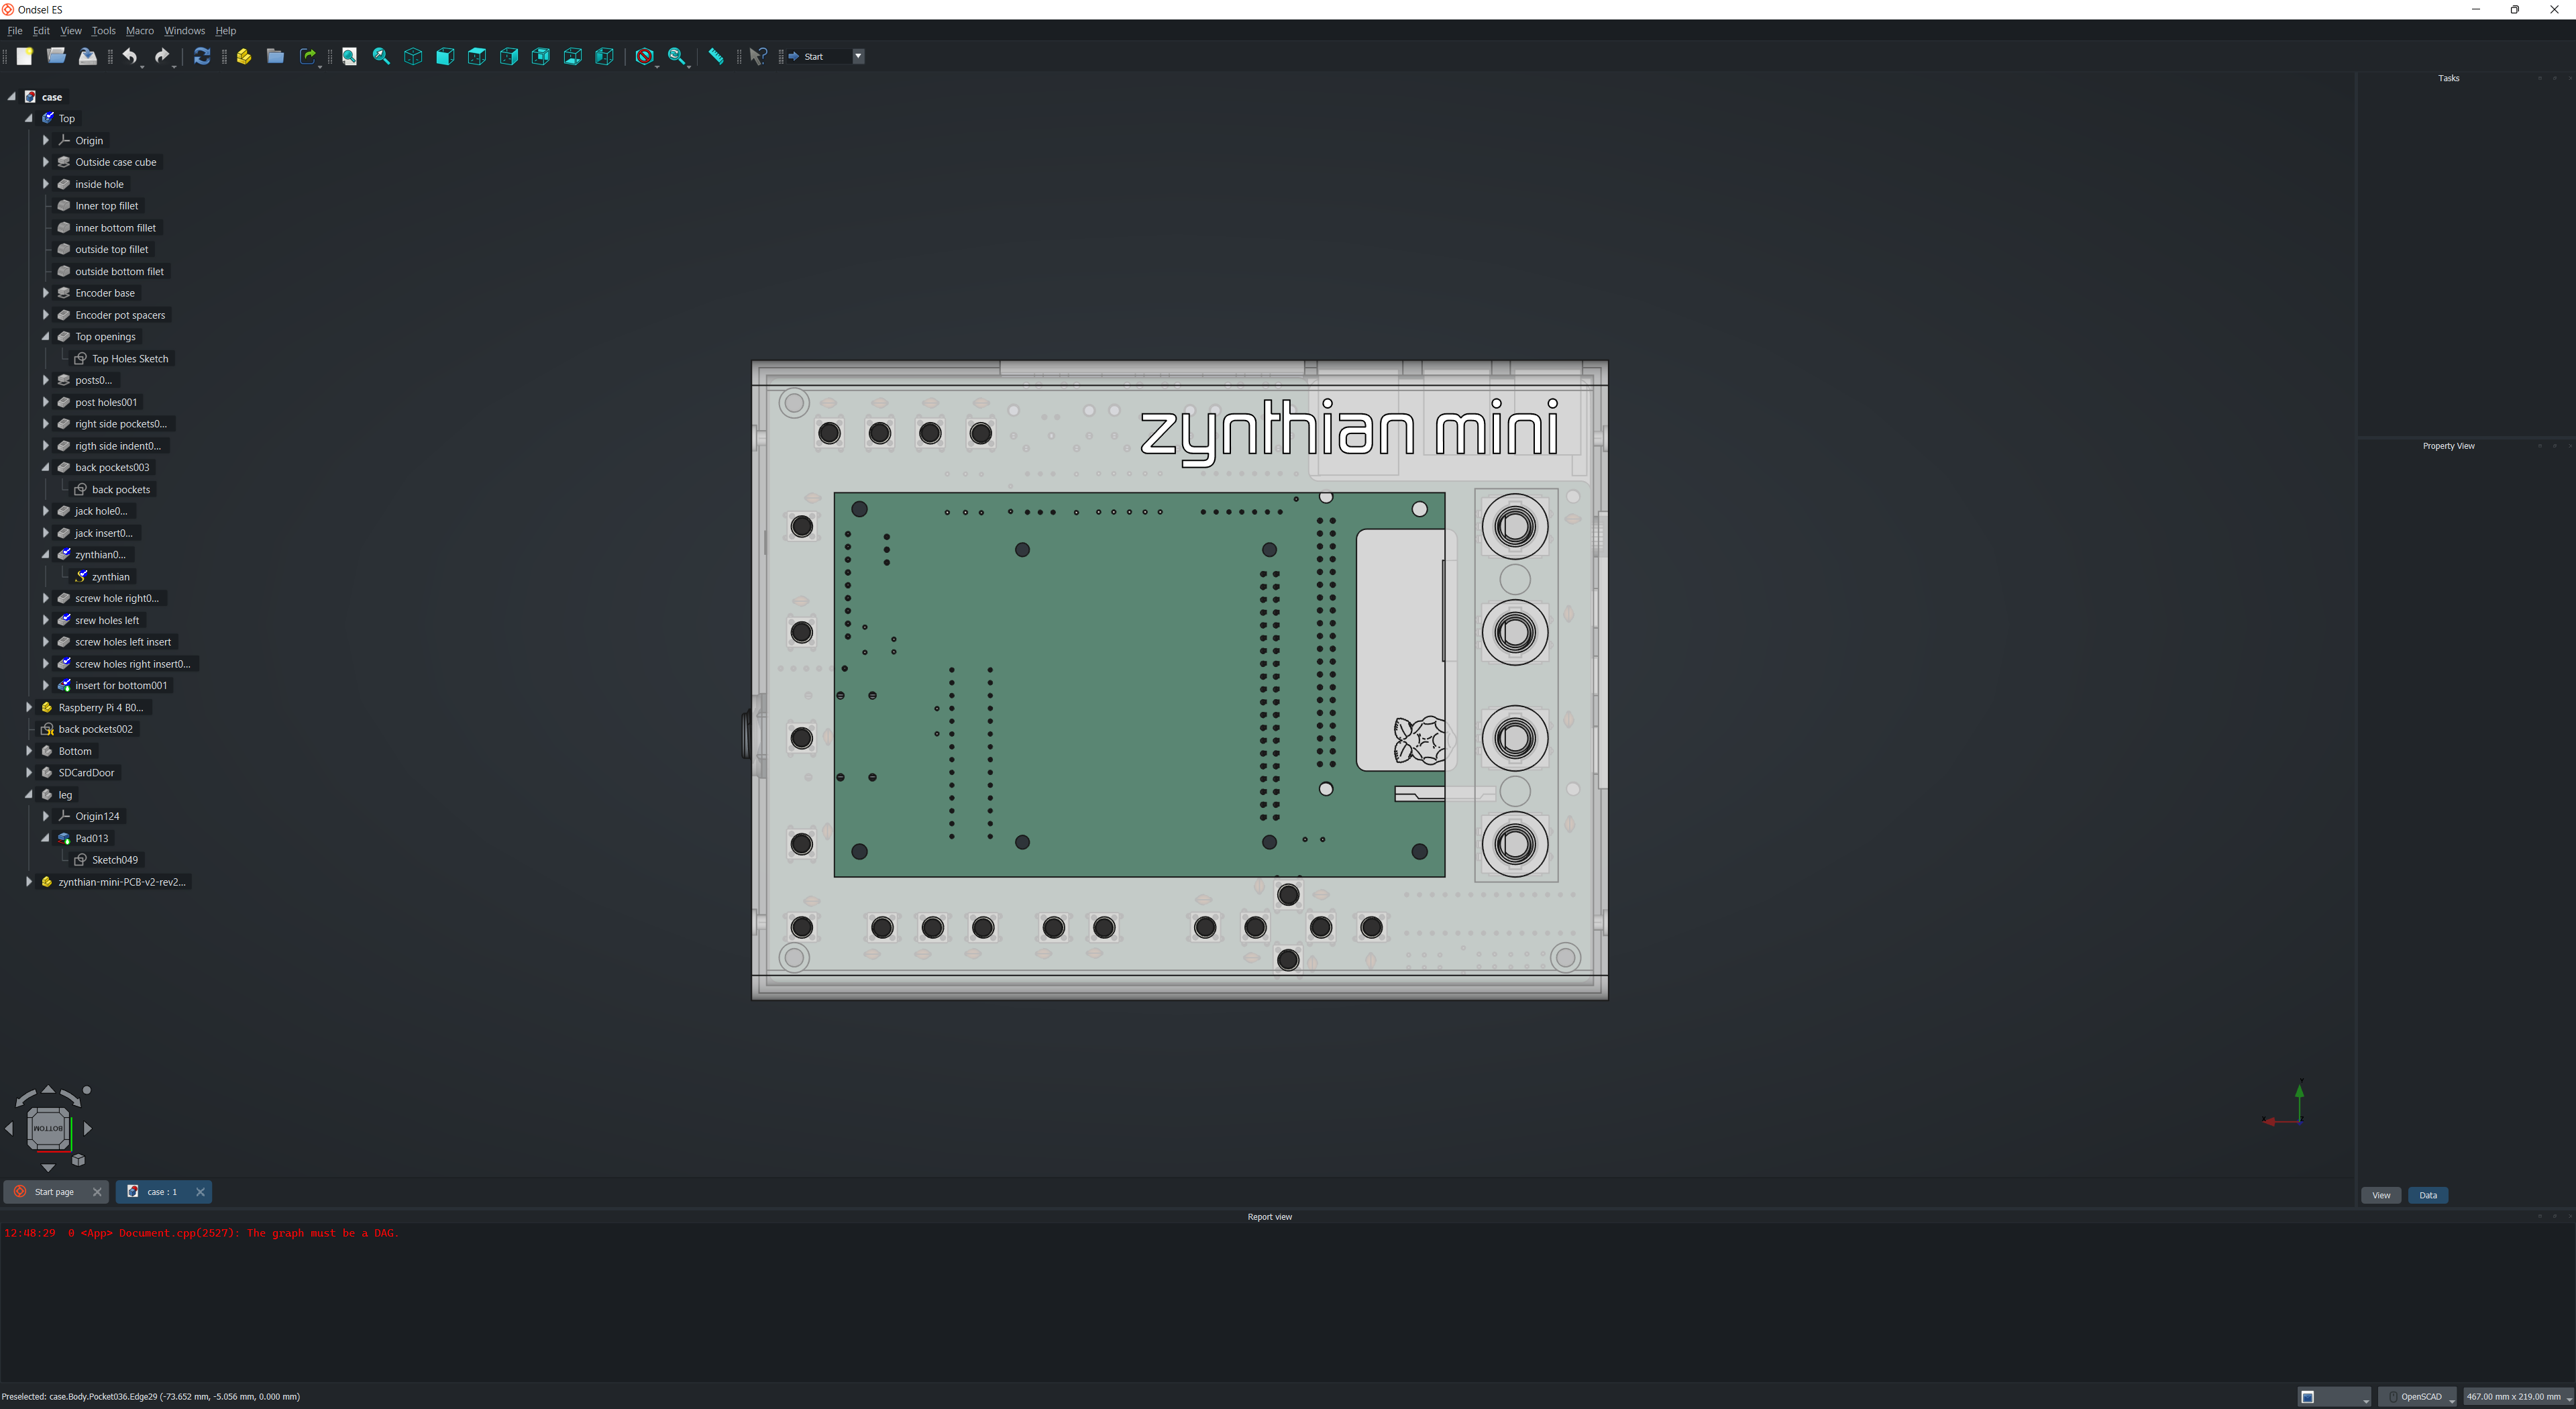 Ondsel ES
File Edit View Tools Macro Windows Help
Start
Tasks
case
Top
Origin
Outside case cube
inside hole
Inner top fillet
inner bottom fillet
outside top fillet
outside bottom filet
Encoder base
Encoder pot spacers
Top openings
Top Holes Sketch
posts0...
post holes001
right side pockets0...
rigth side indent0...
back pockets003
back pockets
jack hole0...
jack insert0...
zynthian0...
zynthian
screw hole right0...
srew holes left
screw holes left insert
screw holes right insert0...
insert for bottom001
Raspberry Pi 4 B0...
back pockets002
Bottom
SDCardDoor
leg
Origin124
Pad013
Sketch049
zynthian-mini-PCB-v2-rev2...
zynthian mini
Property View
BOTTOM
Start page
case : 1
View Data
Report view
12:48:29 0 <App> Document.cpp(2527): The graph must be a DAG.
Preselected: case.Body.Pocket036.Edge29 (-73.652 mm, -5.056 mm, 0.000 mm)
OpenSCAD
467.00 mm x 219.00 mm